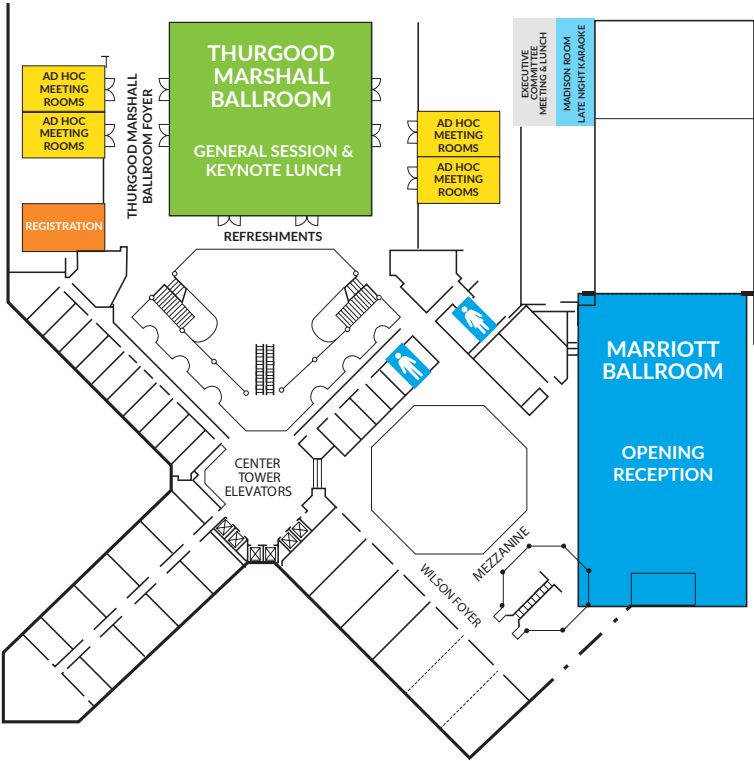 THURGOOD
MARSHALL
BALLROOM
GENERAL SESSION &
KEYNOTE LUNCH
AD HOC
MEETING
ROOMS
AD HOC
MEETING
ROOMS
THURGOOD MARSHALL
BALLROOM FOYER
REGISTRATION
REFRESHMENTS
AD HOC
MEETING
ROOMS
AD HOC
MEETING
ROOMS
EXECUTIVE
COMMITTEE
MEETING & LUNCH
MADISON ROOM
LATE NIGHT KARAOKE
MARRIOTT
BALLROOM
OPENING
RECEPTION
CENTER
TOWER
ELEVATORS
MEZZANINE
WILSON FOYER